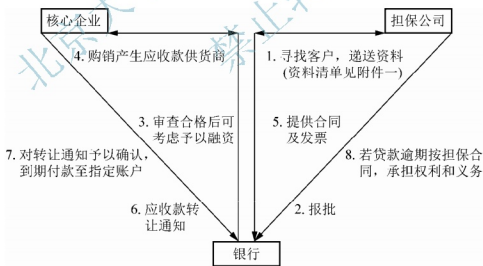 核心企业
担保公司
4. 购销产生应收款供货商
1. 寻找客户，递送资料
(资料清单见附件一)
3. 审查合格后可
考虑予以融资
5. 提供合同
及发票
7. 对转让通知予以确认，
到期付款至指定账户
8. 若贷款逾期按担保合
同，承担权利和义务
6. 应收款转
让通知
2. 报批
银行
北京大
禁止